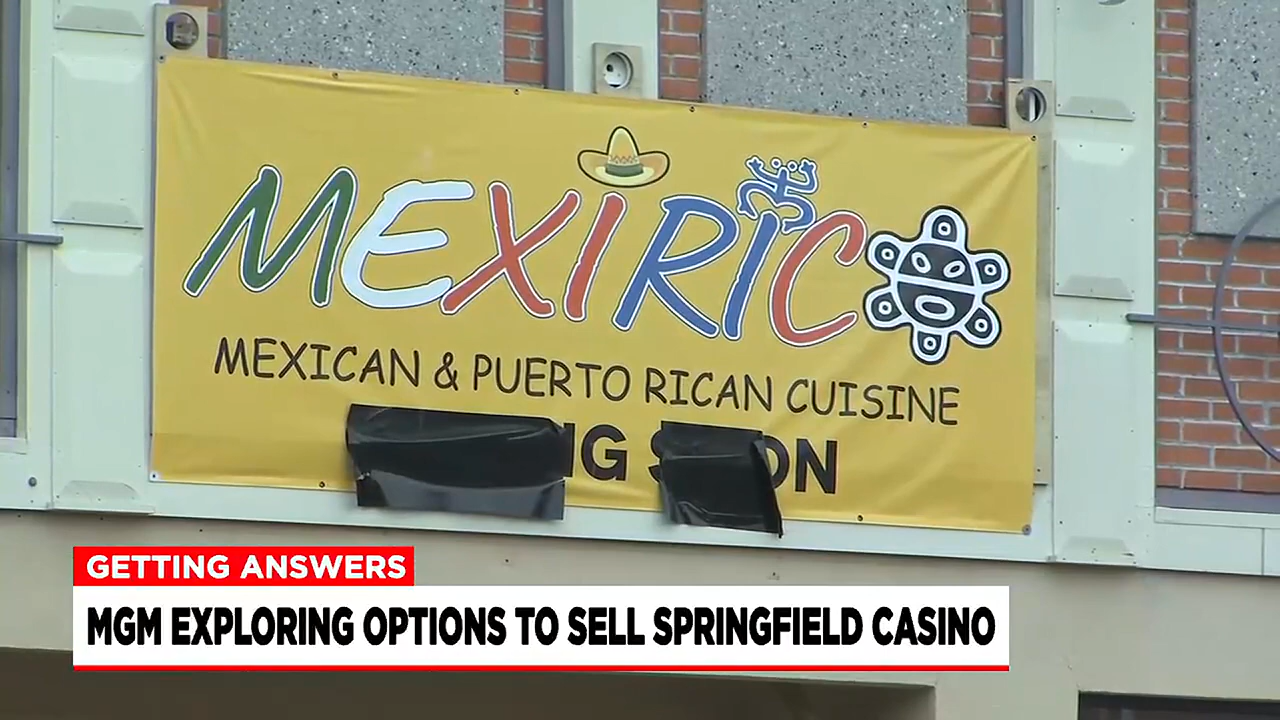 MEXIRICO
MEXICAN & PUERTO RICAN CUISINE
GETTING ANSWERS
MGM EXPLORING OPTIONS TO SELL SPRINGFIELD CASINO